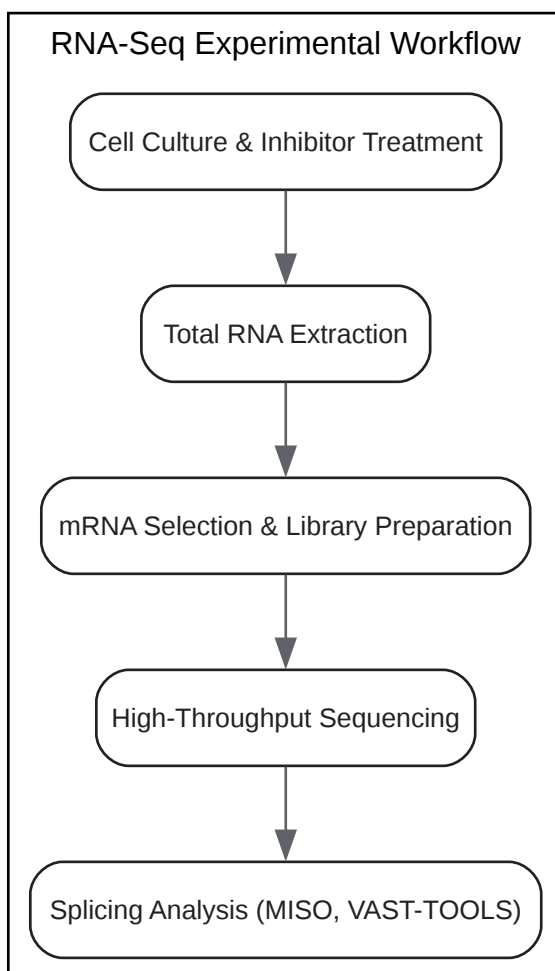 RNA-Seq Experimental Workflow
Cell Culture & Inhibitor Treatment
Total RNA Extraction
mRNA Selection & Library Preparation
High-Throughput Sequencing
Splicing Analysis (MISO, VAST-TOOLS)